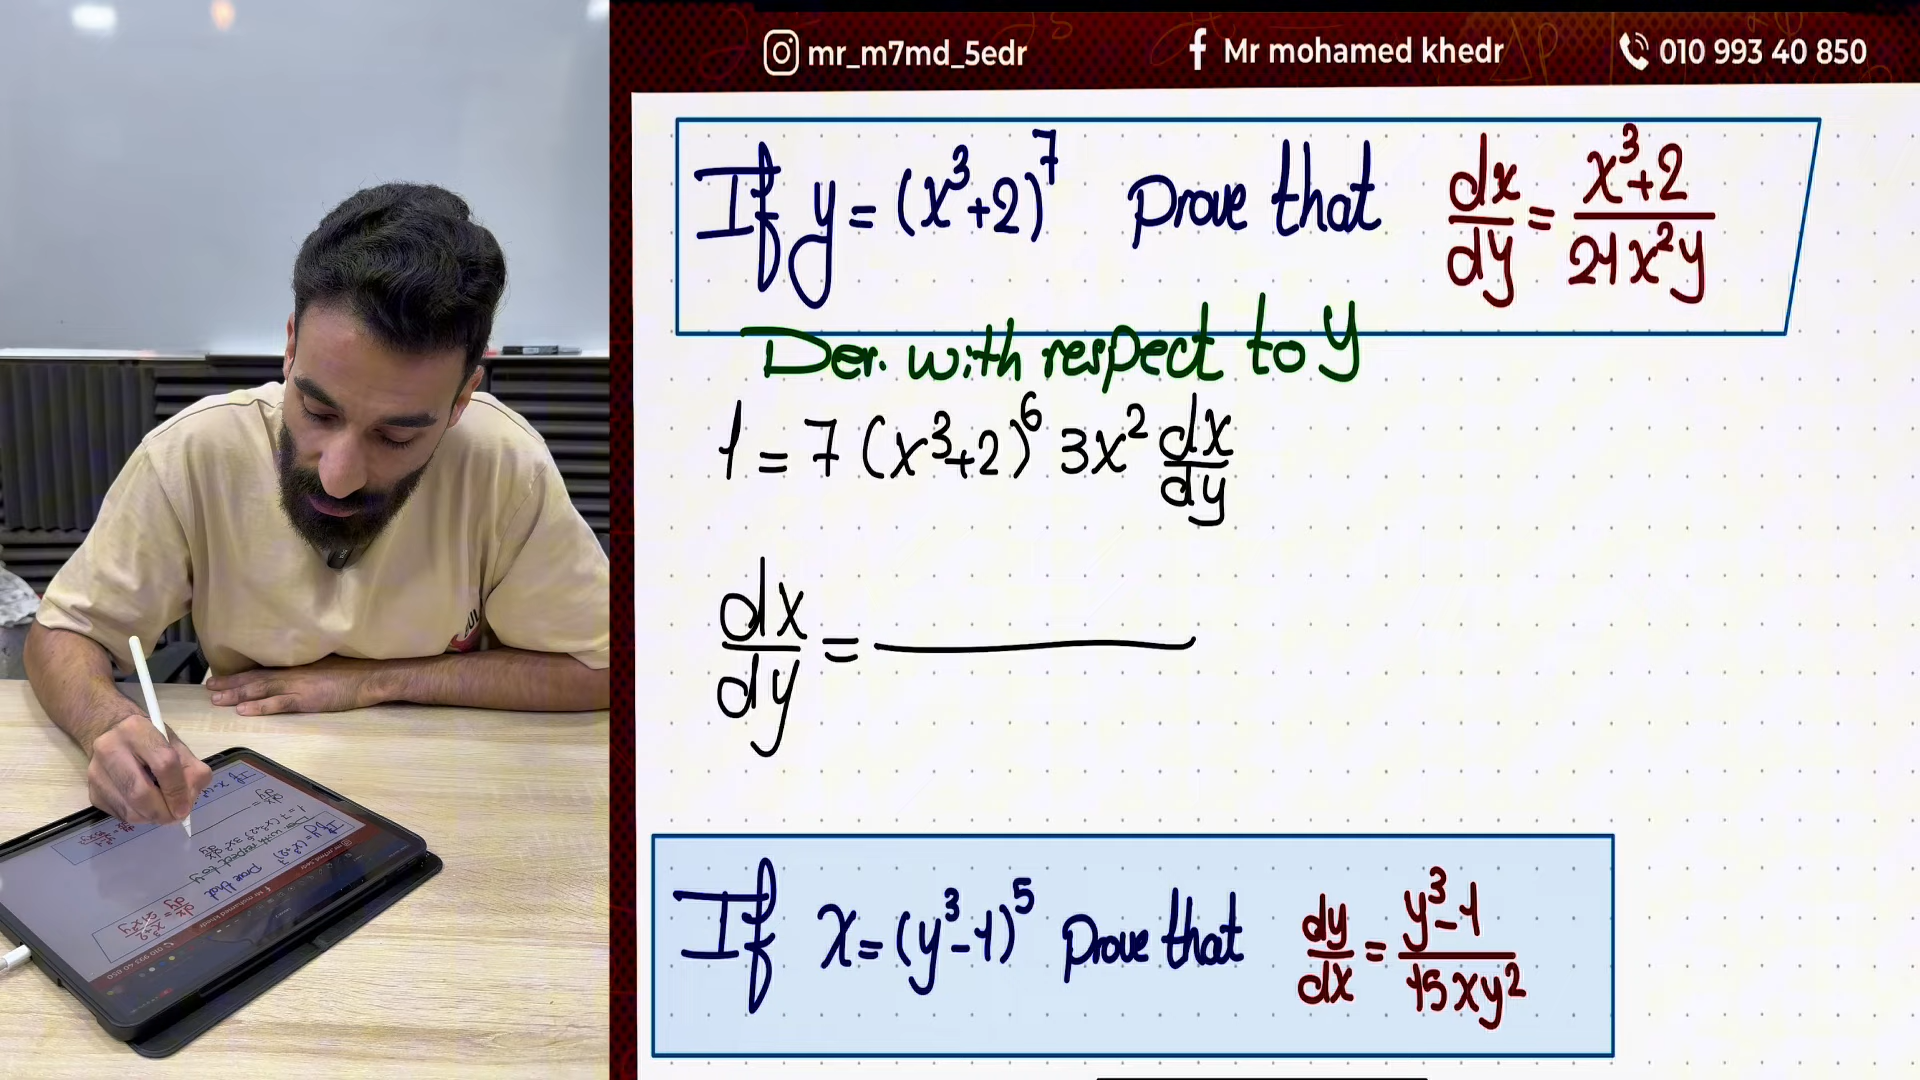 mr_m7md_5edr
Mr mohamed khedr
010 993 40 850
If y = (x³+2)⁷ prove that dx/dy = x³+2 / 21x²y
Der. with respect to y
1 = 7 (x³+2)⁶ 3x² dx/dy
dx/dy =
If x = (y³-1)⁵ prove that dy/dx = y³-1 / 15xy²